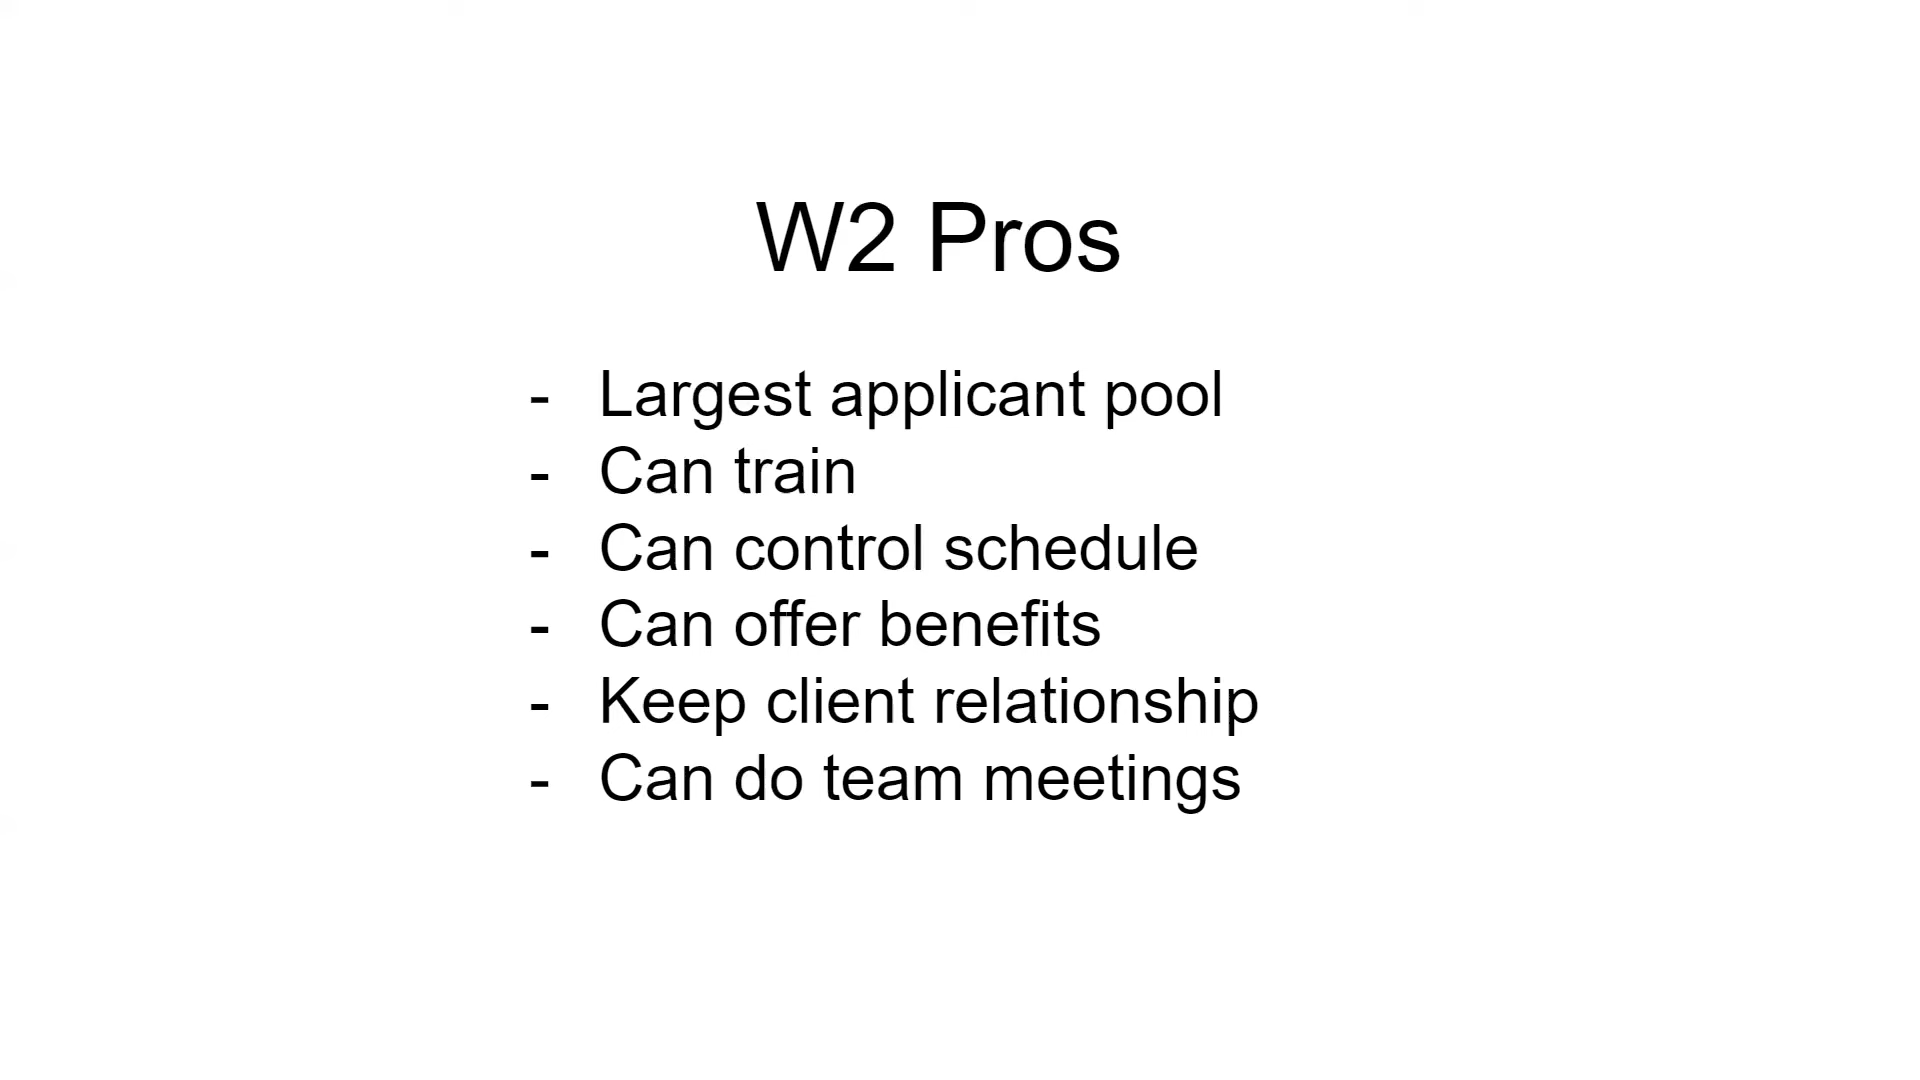 W2 Pros
- Largest applicant pool
- Can train
- Can control schedule
- Can offer benefits
- Keep client relationship
- Can do team meetings